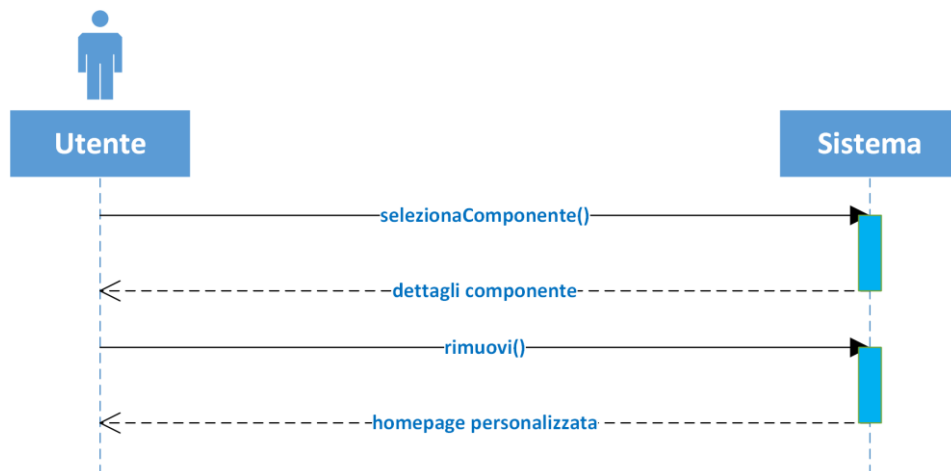 Utente
Sistema
selezionaComponente()
dettagli componente
rimuovi()
homepage personalizzata